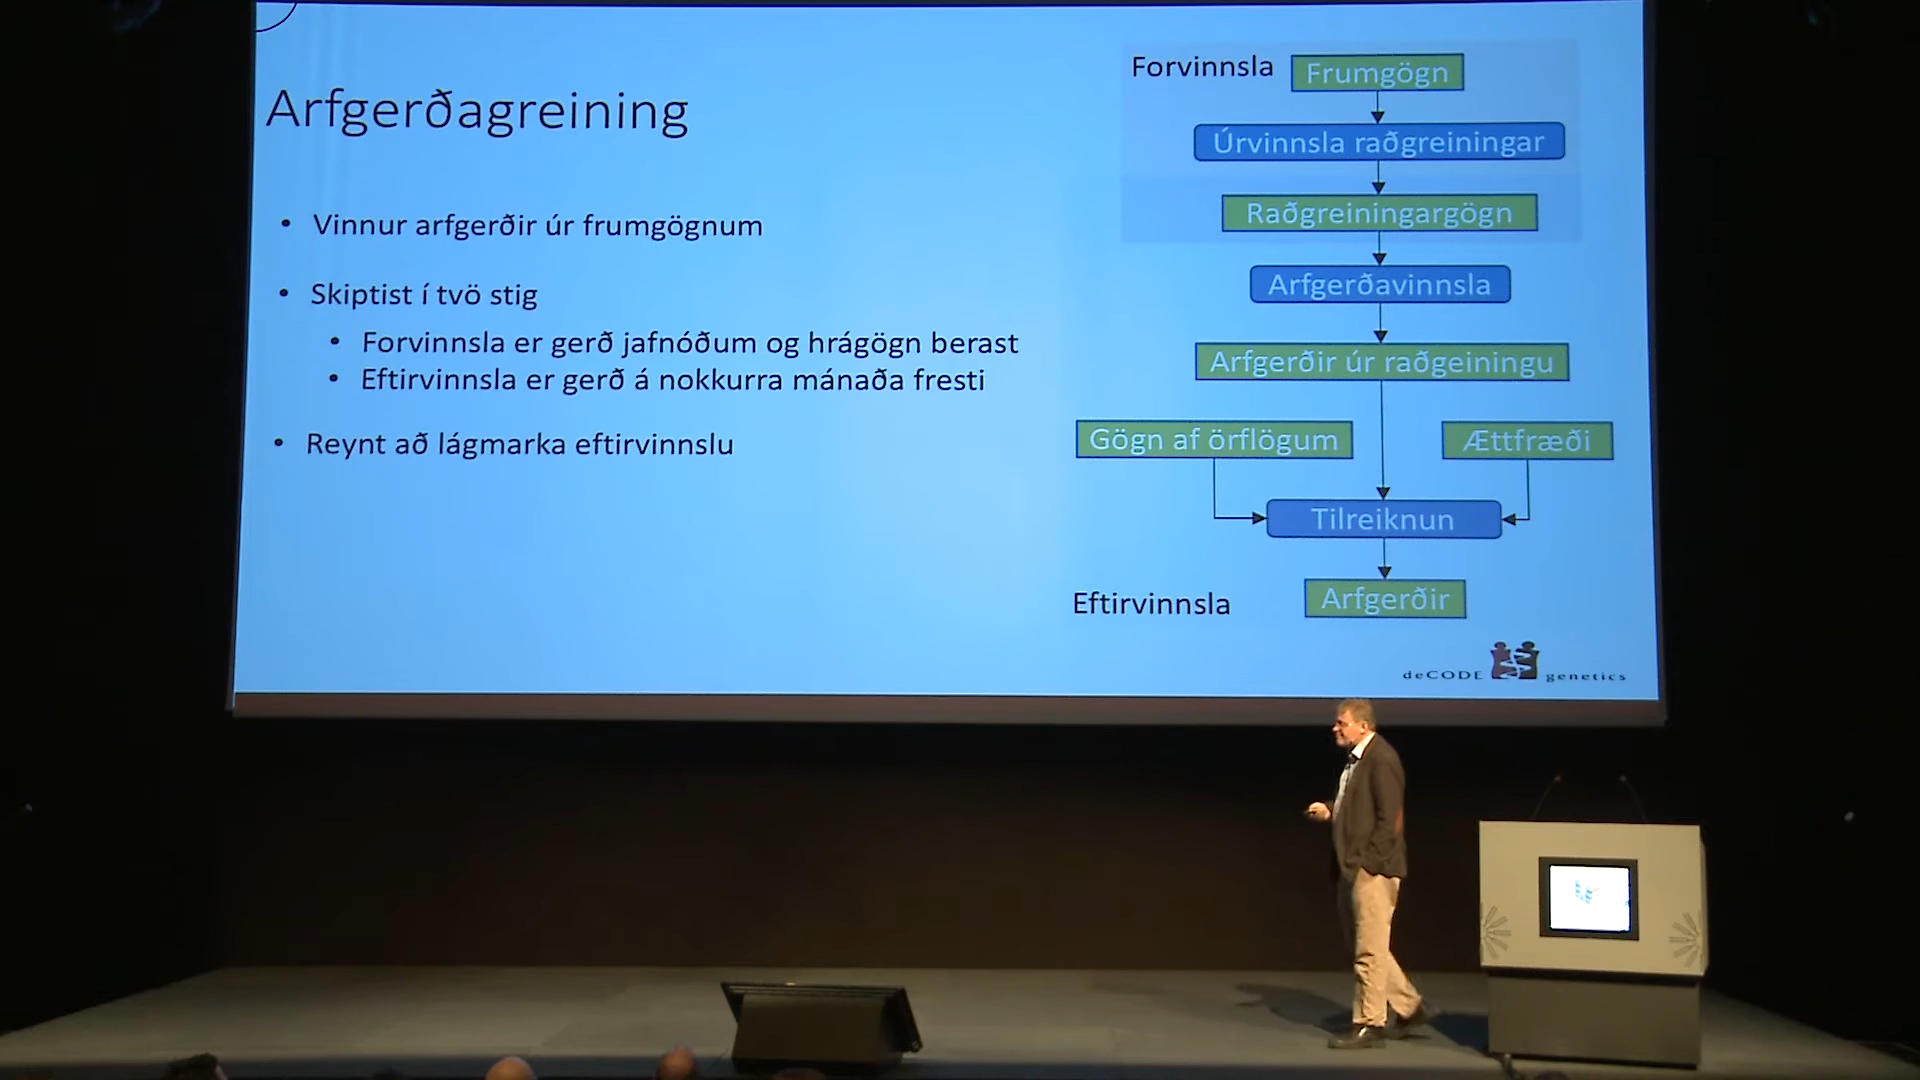 Arfgerðagreining
• Vinnur arfgerðir úr frumgögnum
• Skiptist í tvö stig
• Forvinnsla er gerð jafnóðum og hrágögn berast
• Eftirvinnsla er gerð á nokkurra mánaða fresti
• Reynt að lágmarka eftirvinnslu
Forvinnsla
Frumgögn
Úrvinnsla raðgreiningar
Raðgreiningargögn
Arfgerðavinnsla
Arfgerðir úr raðgeiningu
Gögn af örflögum
Ættfræði
Tilreiknun
Arfgerðir
Eftirvinnsla
deCODE genetics